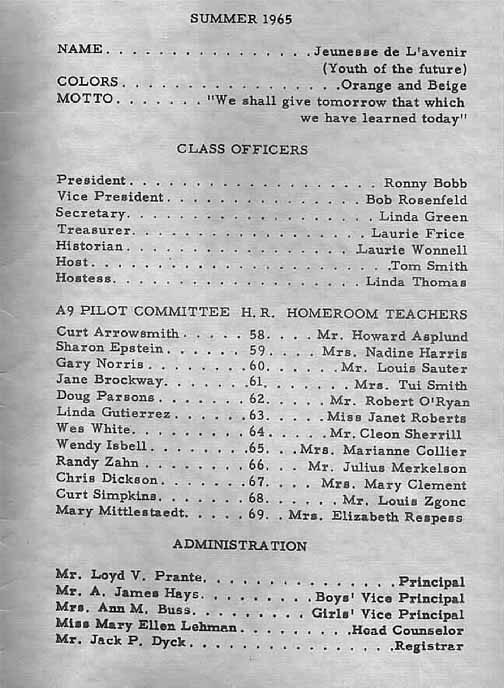 SUMMER 1965
NAME. . . . . . . . . . . . . . . . Jeunesse de L'avenir
(Youth of the future)
COLORS . . . . . . . . . . . . . . . . .Orange and Beige
MOTTO. . . . . . . "We shall give tomorrow that which
we have learned today"
CLASS OFFICERS
President . . . . . . . . . . . . . . . . . . . Ronny Bobb
Vice President. . . . . . . . . . . . . . . Bob Rosenfeld
Secretary. . . . . . . . . . . . . . . . . . Linda Green
Treasurer. . . . . . . . . . . . . . . . . . Laurie Frice
Historian . . . . . . . . . . . . . . . . . .Laurie Wonnell
Host. . . . . . . . . . . . . . . . . . . . . .Tom Smith
Hostess. . . . . . . . . . . . . . . . . . . Linda Thomas
A9 PILOT COMMITTEE H. R. HOMEROOM TEACHERS
Curt Arrowsmith . . . . . 58. . . . Mr. Howard Asplund
Sharon Epstein . . . . . . 59. . . . Mrs. Nadine Harris
Gary Norris . . . . . . . . 60. . . . . . Mr. Louis Sauter
Jane Brockway. . . . . . . 61. . . . . . . Mrs. Tui Smith
Doug Parsons . . . . . . . 62. . . . . Mr. Robert O'Ryan
Linda Gutierrez . . . . . . 63. . . . . Miss Janet Roberts
Wes White. . . . . . . . . 64. . . . . Mr. Cleon Sherrill
Wendy Isbell . . . . . . . .65. . . Mrs. Marianne Collier
Randy Zahn . . . . . . . . 66. . . Mr. Julius Merkelson
Chris Dickson. . . . . . . 67. . . . Mrs. Mary Clement
Curt Simpkins. . . . . . . 68. . . . . . Mr. Louis Zgonc
Mary Mittlestaedt. . . . . 69. . Mrs. Elizabeth Respess
ADMINISTRATION
Mr. Loyd V. Prante. . . . . . . . . . . . . . . .Principal
Mr. A. James Hays. . . . . . . . . Boys' Vice Principal
Mrs. Ann M. Buss. . . . . . . . . Girls' Vice Principal
Miss Mary Ellen Lehman. . . . . . . . .Head Counselor
Mr. Jack P. Dyck. . . . . . . . . . . . . . . . .Registrar